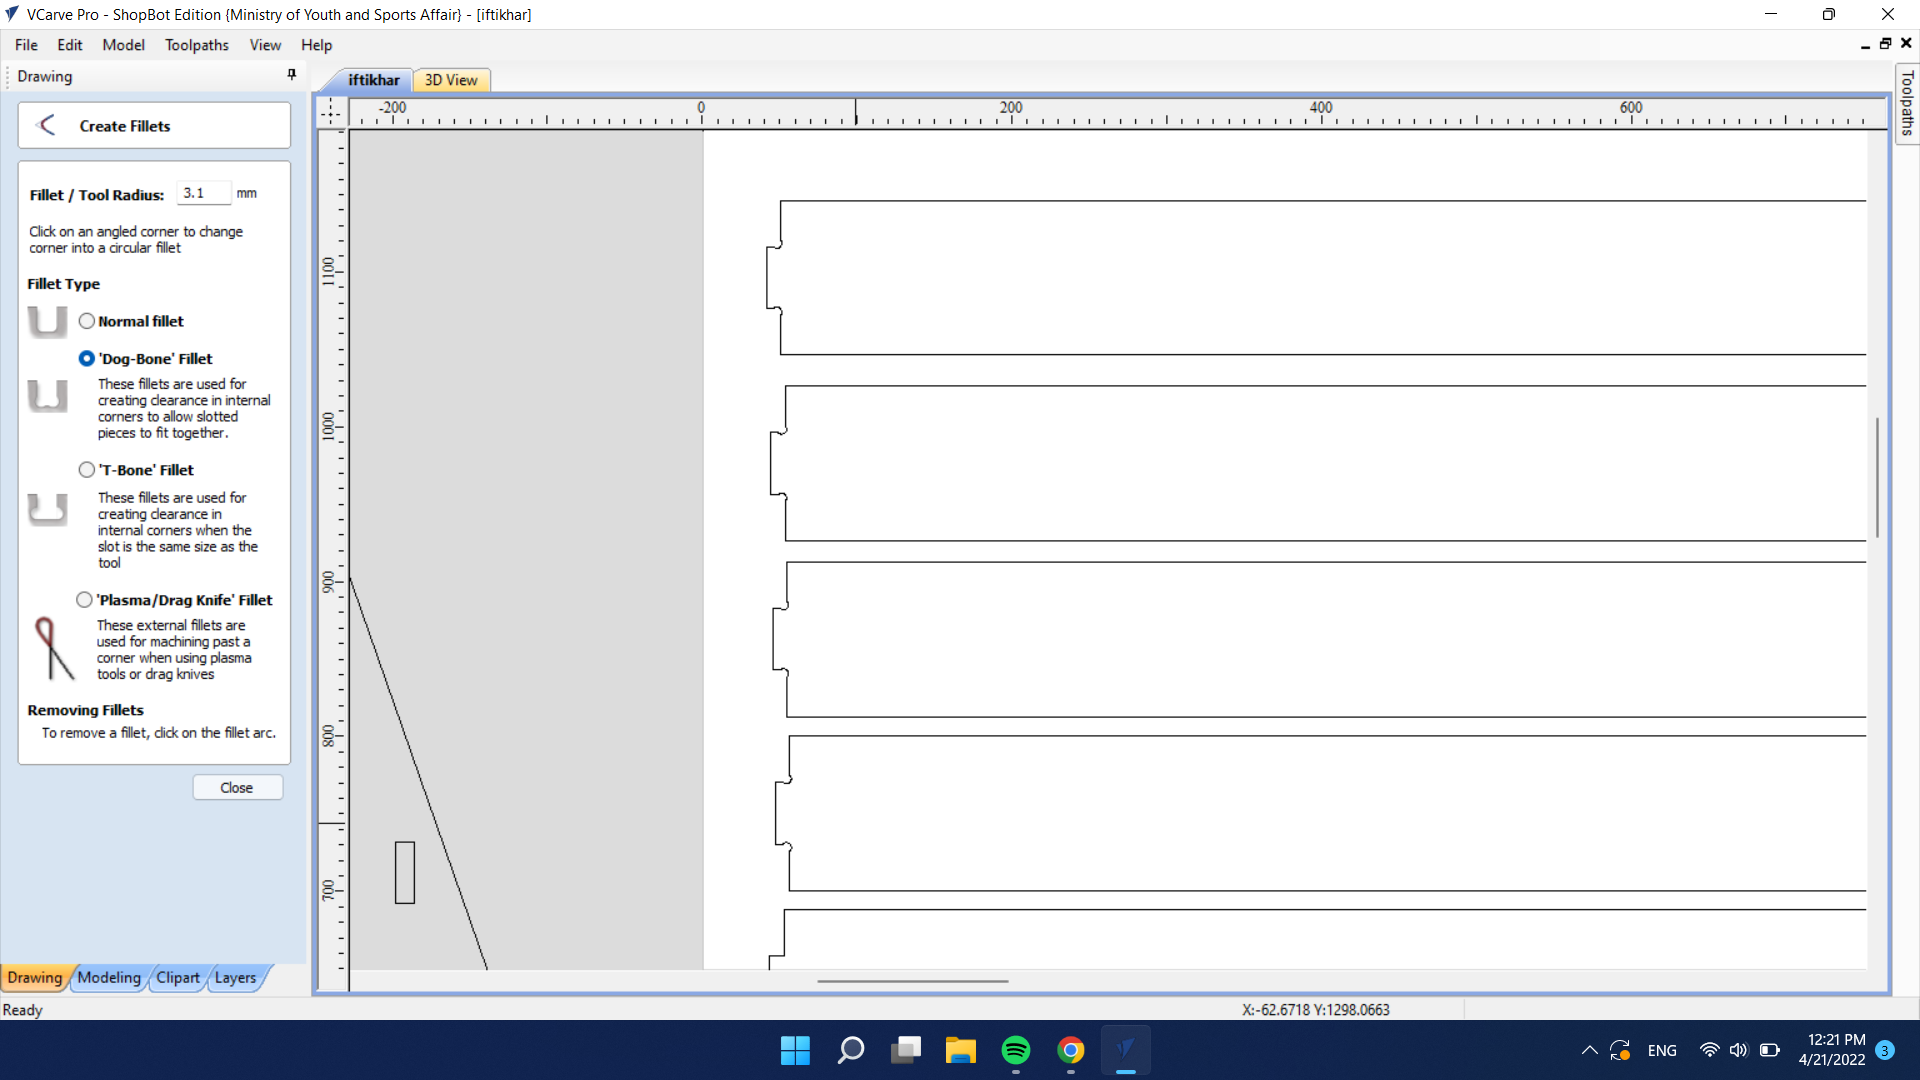 VCarve Pro - ShopBot Edition {Ministry of Youth and Sports Affair} - [iftikhar]
File Edit Model Toolpaths View Help
Drawing
iftikhar 3D View
Toolpaths
Create Fillets
-200 0 200 400 600
Fillet / Tool Radius: 3.1 mm
Click on an angled corner to change
corner into a circular fillet
Fillet Type
Normal fillet
'Dog-Bone' Fillet
These fillets are used for
creating clearance in internal
corners to allow slotted
pieces to fit together.
'T-Bone' Fillet
These fillets are used for
creating clearance in
internal corners when the
slot is the same size as the
tool
'Plasma/Drag Knife' Fillet
These external fillets are
used for machining past a
corner when using plasma
tools or drag knives
Removing Fillets
To remove a fillet, click on the fillet arc.
Close
1100
1000
900
800
700
Drawing Modeling Clipart Layers
Ready
X:-62.6718 Y:1298.0663
ENG
12:21 PM
4/21/2022
3